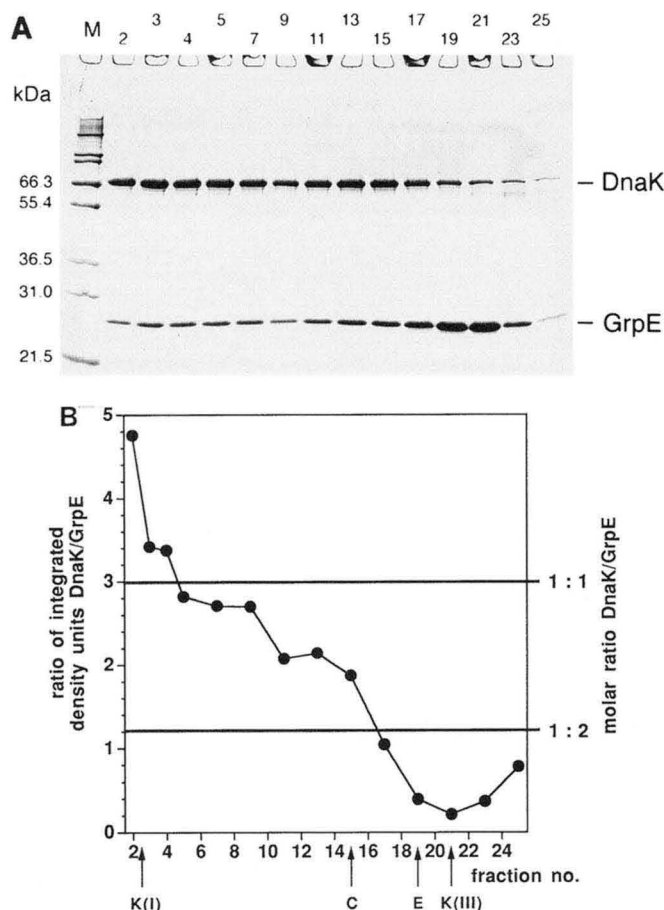 A
M 3 5 9 13 17 21 25
2 4 7 11 15 19 23
kDa
66.3
55.4
36.5
31.0
21.5
– DnaK
– GrpE
B
5
4
3
2
1
0
ratio of integrated
density units DnaK/GrpE
1:1
1:2
molar ratio DnaK/GrpE
2 4 6 8 10 12 14 16 18 20 22 24
fraction no.
K(I) C E K(III)